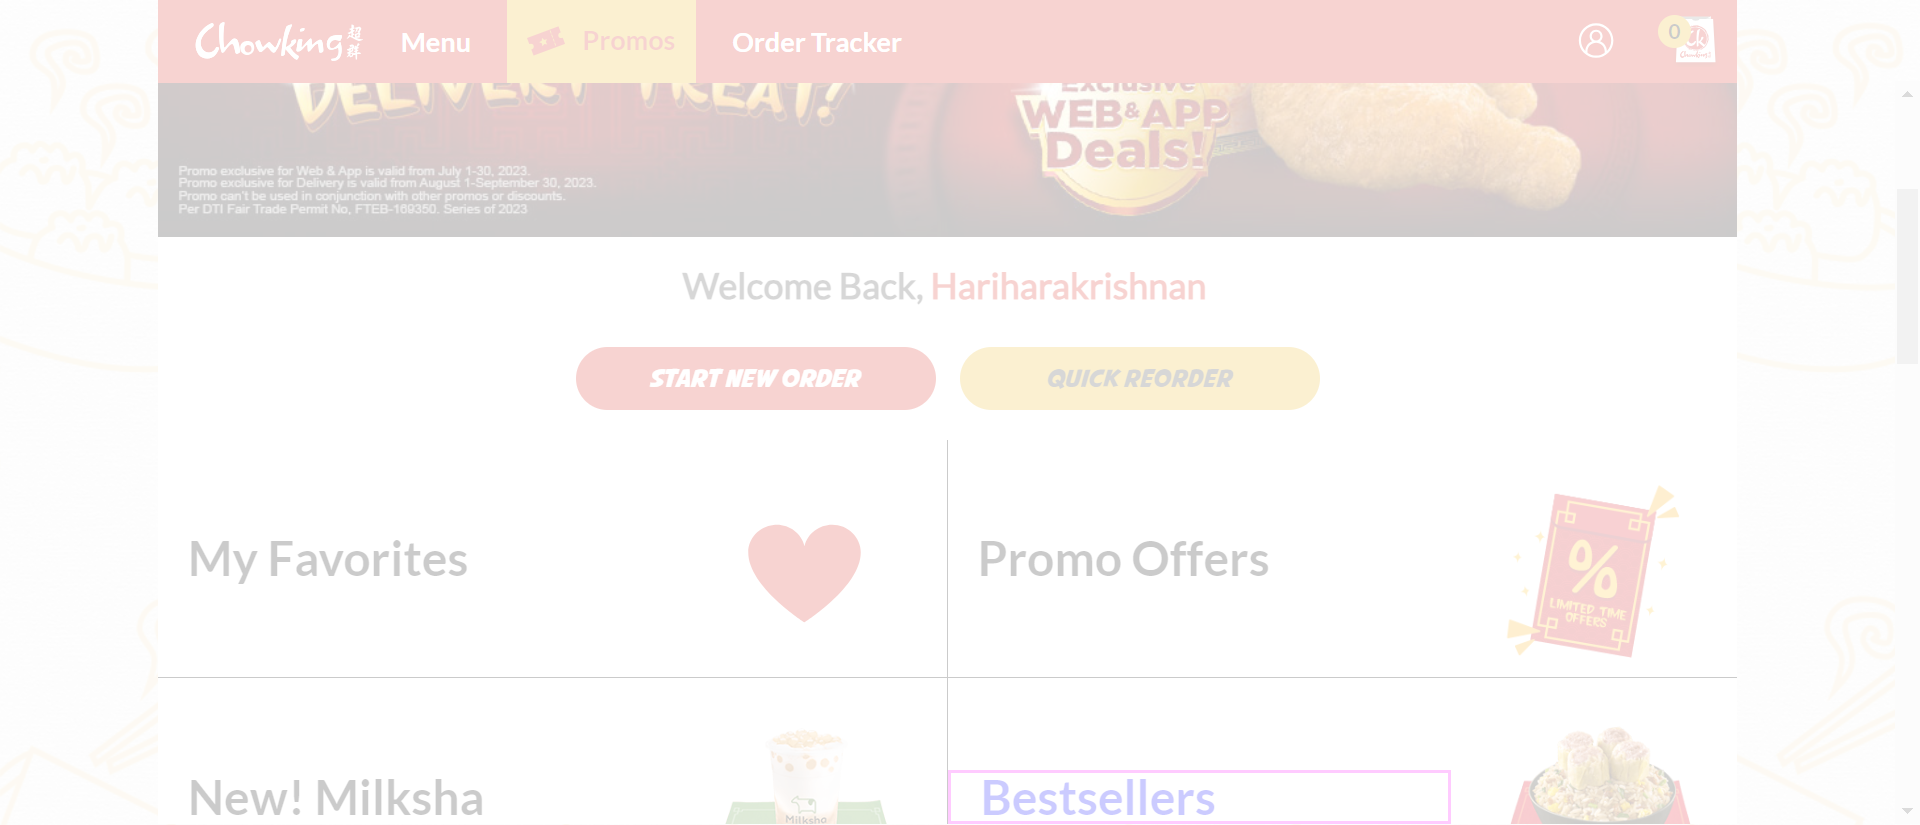 Chowking 超群
Menu
Promos
Order Tracker
0
DELIVERY TREAT!
Exclusive
WEB & APP
Deals!
Promo exclusive for Web & App is valid from July 1-30, 2023.
Promo exclusive for Delivery is valid from August 1-September 30, 2023.
Promo can't be used in conjunction with other promos or discounts.
Per DTI Fair Trade Permit No, FTEB-169350. Series of 2023
Welcome Back, Hariharakrishnan
START NEW ORDER
QUICK REORDER
My Favorites
Promo Offers
%
LIMITED TIME
OFFERS
New! Milksha
Milksha
Bestsellers